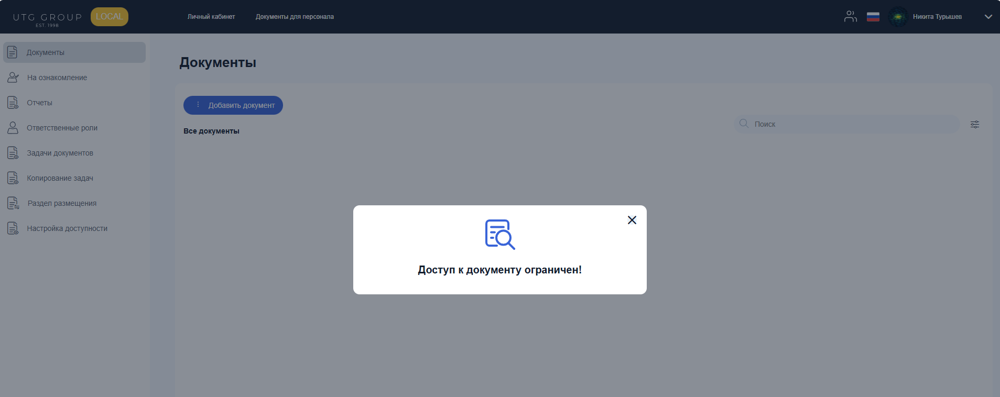 UTG GROUP
EST. 1998
LOCAL
Личный кабинет
Документы для персонала
Никита Турышев
Документы
На ознакомление
Отчеты
Ответственные роли
Задачи документов
Копирование задач
Раздел размещения
Настройка доступности
Документы
Добавить документ
Все документы
Поиск
Доступ к документу ограничен!